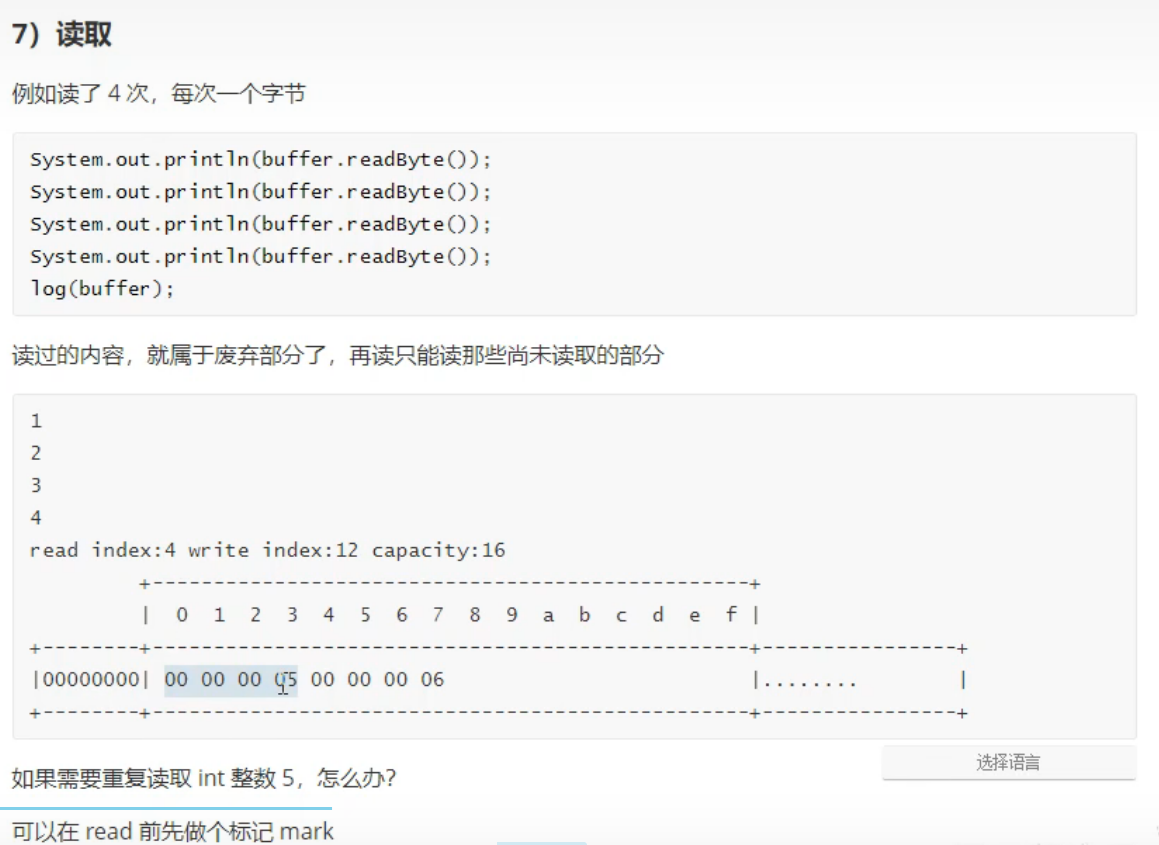 7）读取
例如读了 4 次，每次一个字节
System.out.println(buffer.readByte());
System.out.println(buffer.readByte());
System.out.println(buffer.readByte());
System.out.println(buffer.readByte());
log(buffer);
读过的内容，就属于废弃部分了，再读只能读那些尚未读取的部分
1
2
3
4
read index:4 write index:12 capacity:16
         +-------------------------------------------------+
         |  0  1  2  3  4  5  6  7  8  9  a  b  c  d  e  f |
+--------+-------------------------------------------------+----------------+
|00000000| 00 00 00 05 00 00 00 06                         |........        |
+--------+-------------------------------------------------+----------------+
选择语言
如果需要重复读取 int 整数 5，怎么办?
可以在 read 前先做个标记 mark